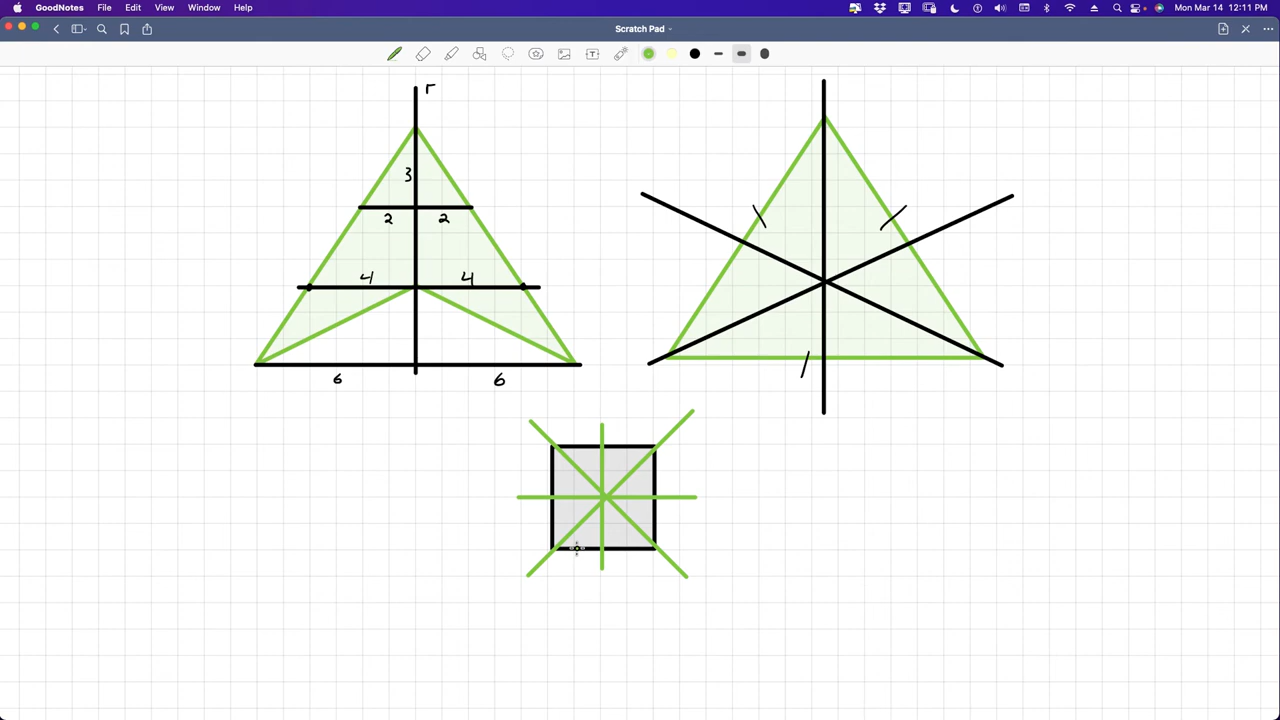 GoodNotes File Edit View Window Help
Mon Mar 14 12:11 PM
Scratch Pad
r
3
2 2
4 4
6 6